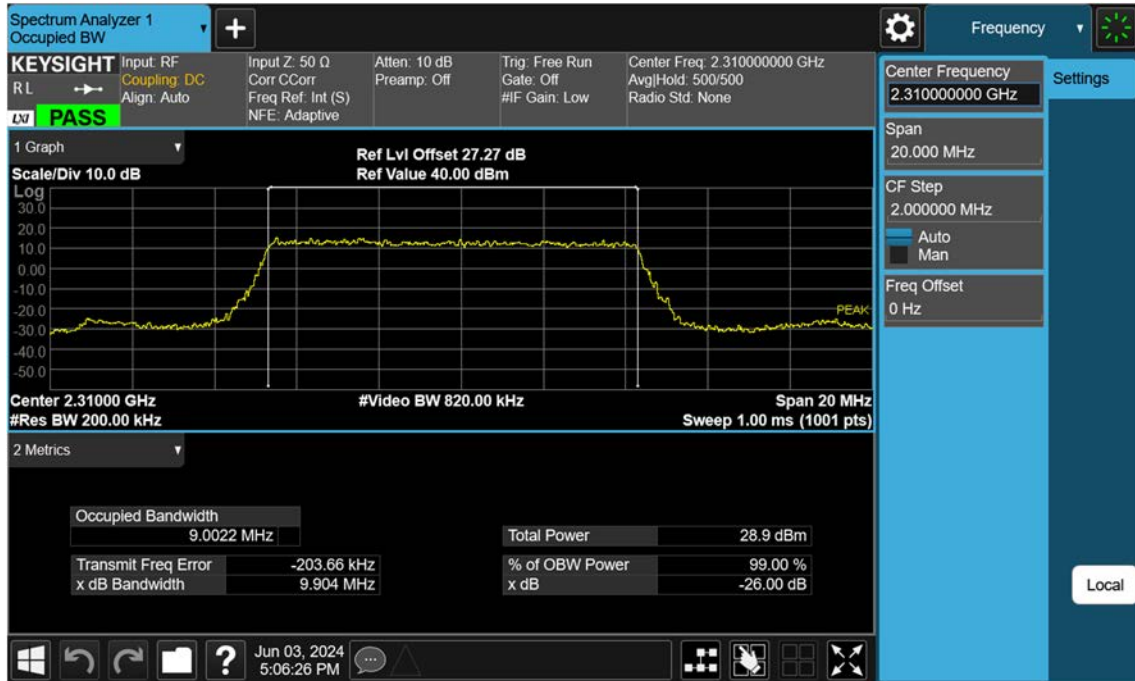 Spectrum Analyzer 1
Occupied BW
+
Frequency
KEYSIGHT
RL
LXI PASS
Input: RF
Coupling: DC
Align: Auto
Input Z: 50 Ω
Corr CCorr
Freq Ref: Int (S)
NFE: Adaptive
Atten: 10 dB
Preamp: Off
Trig: Free Run
Gate: Off
#IF Gain: Low
Center Freq: 2.310000000 GHz
Avg|Hold: 500/500
Radio Std: None
Center Frequency
2.310000000 GHz
Settings
Span
20.000 MHz
CF Step
2.000000 MHz
Auto
Man
Freq Offset
0 Hz
Local
1 Graph
Scale/Div 10.0 dB
Ref Lvl Offset 27.27 dB
Ref Value 40.00 dBm
Log
30.0
20.0
10.0
0.00
-10.0
-20.0
-30.0
-40.0
-50.0
PEAK
Center 2.31000 GHz
#Video BW 820.00 kHz
Span 20 MHz
#Res BW 200.00 kHz
Sweep 1.00 ms (1001 pts)
2 Metrics
Occupied Bandwidth
9.0022 MHz
Total Power 28.9 dBm
Transmit Freq Error -203.66 kHz
% of OBW Power 99.00 %
x dB Bandwidth 9.904 MHz
x dB -26.00 dB
?
Jun 03, 2024
5:06:26 PM